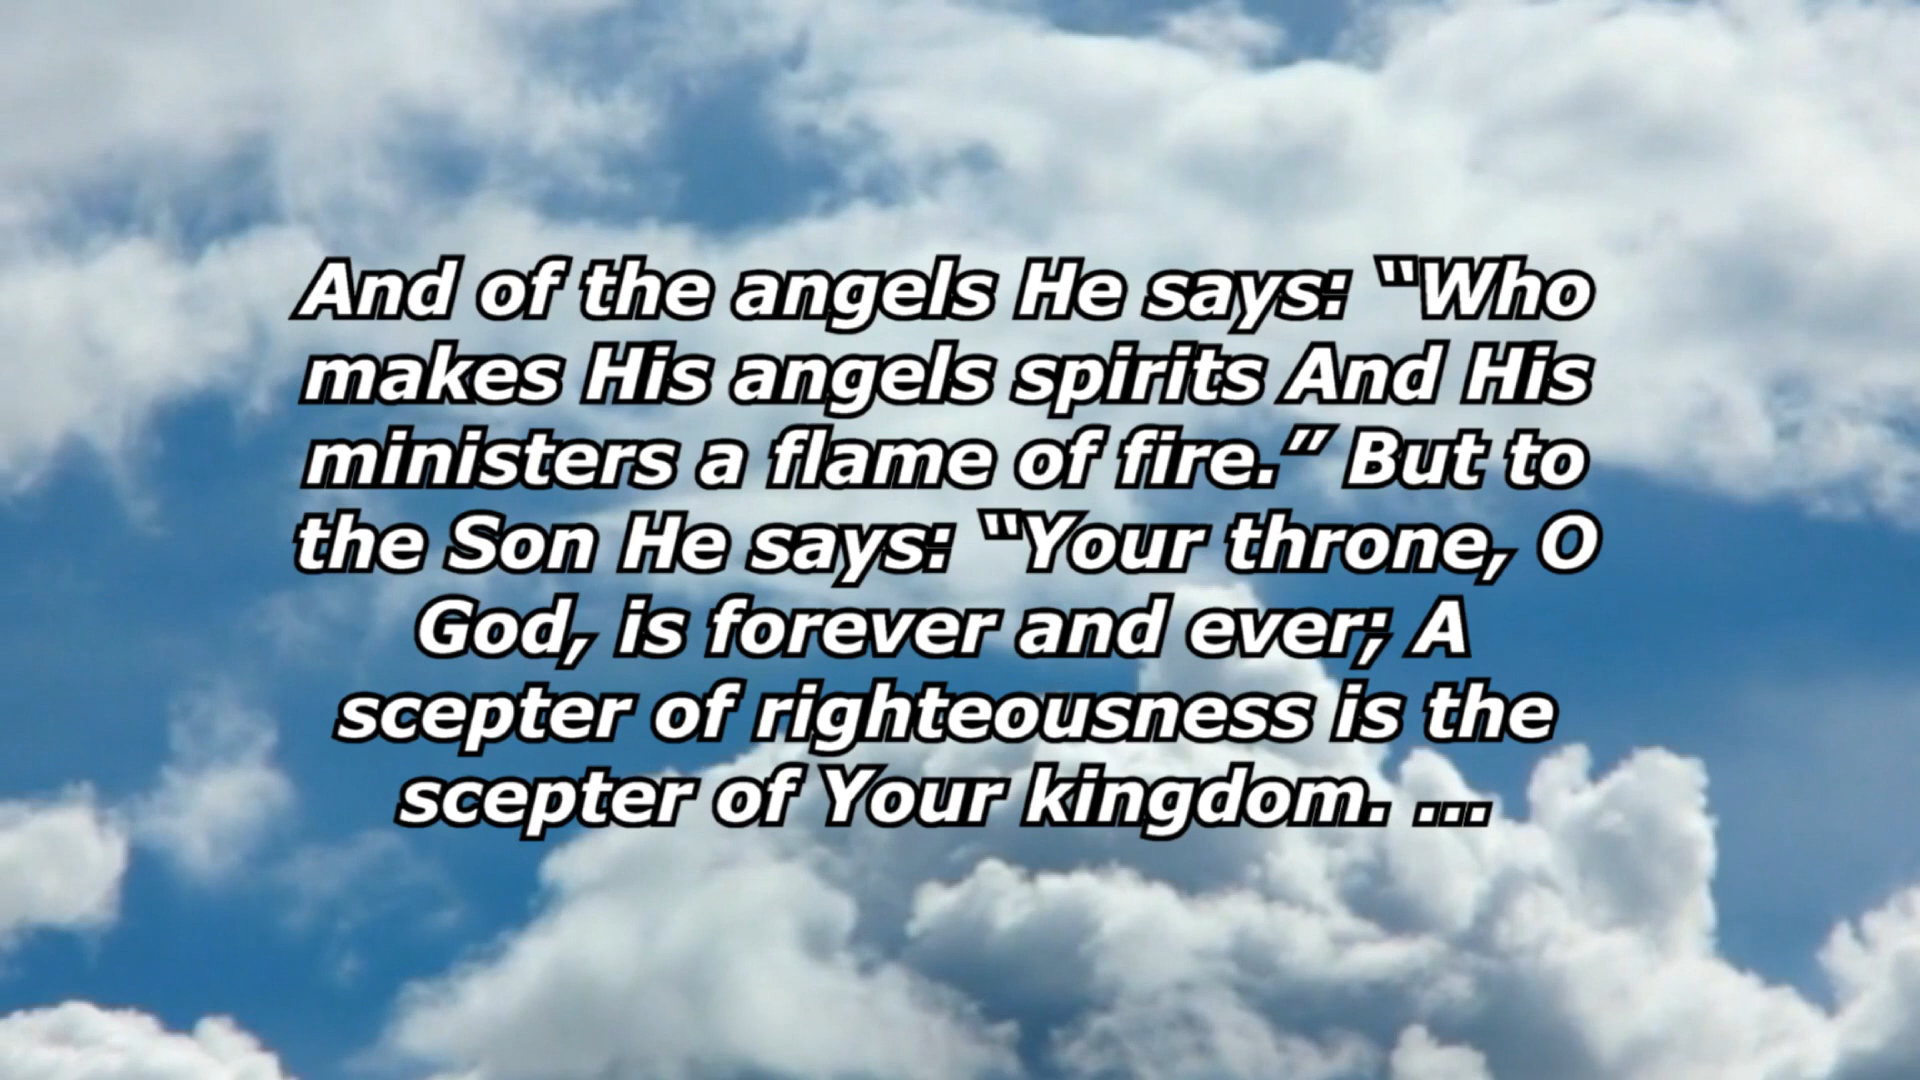 And of the angels He says: “Who
makes His angels spirits And His
ministers a flame of fire.” But to
the Son He says: “Your throne, O
God, is forever and ever; A
scepter of righteousness is the
scepter of Your kingdom. ...